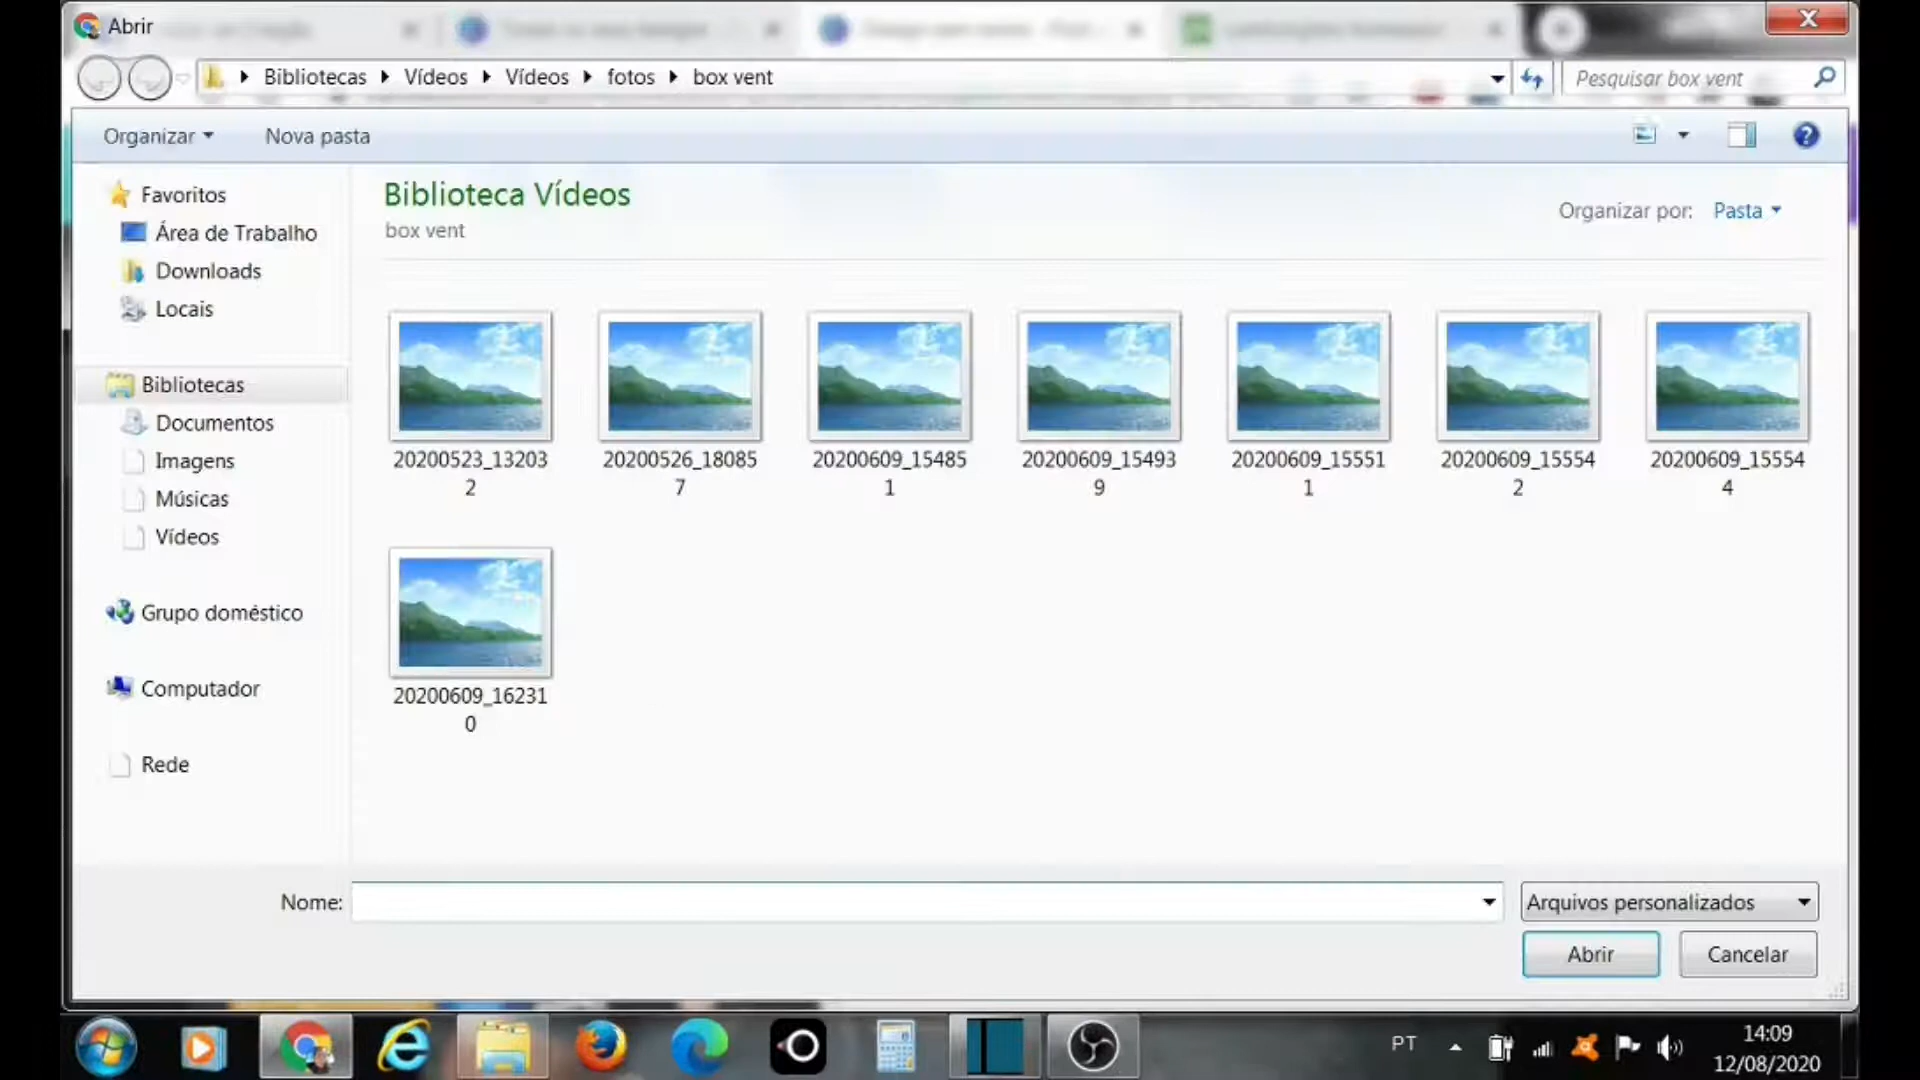 Abrir
Bibliotecas Vídeos Vídeos fotos box vent
Pesquisar box vent
Organizar Nova pasta
Favoritos
Área de Trabalho
Downloads
Locais
Bibliotecas
Documentos
Imagens
Músicas
Vídeos
Grupo doméstico
Computador
Rede
Biblioteca Vídeos
box vent
Organizar por: Pasta
20200523_13203
2
20200526_18085
7
20200609_15485
1
20200609_15493
9
20200609_15551
1
20200609_15554
2
20200609_15554
4
20200609_16231
0
Nome:
Arquivos personalizados
Abrir Cancelar
PT
14:09
12/08/2020